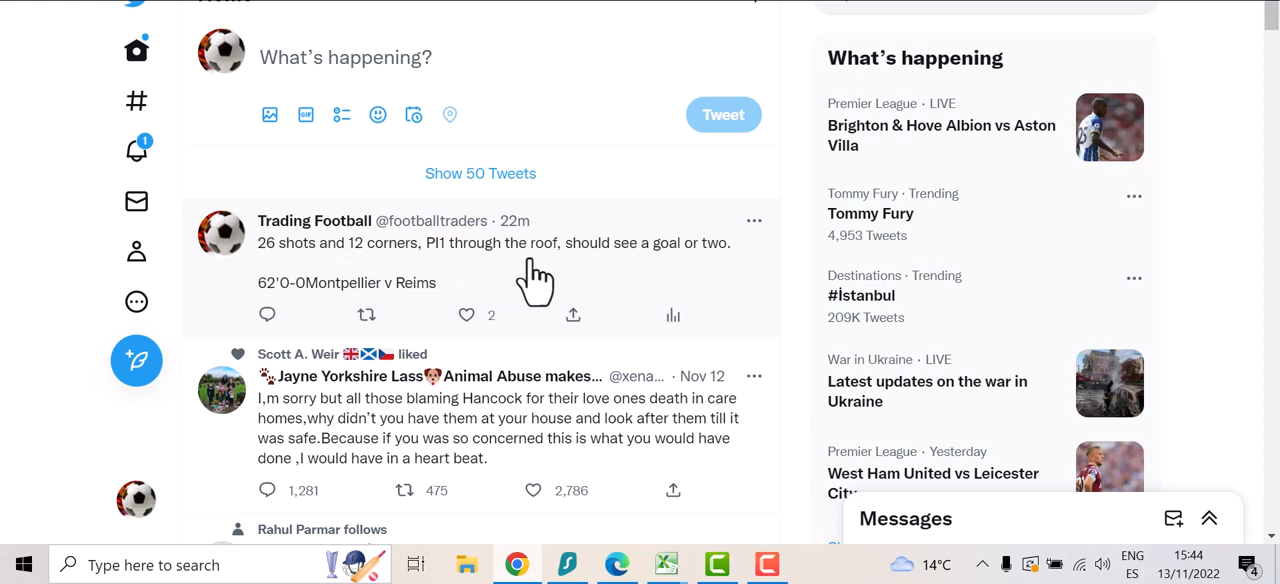 What's happening?
GIF
Tweet
Show 50 Tweets
Trading Football @footballtraders · 22m
26 shots and 12 corners, PI1 through the roof, should see a goal or two.
62'0-0Montpellier v Reims
2
Scott A. Weir 🇬🇧🏴󠁧󠁢󠁳󠁣󠁴󠁿🇨🇿 liked
🐾Jayne Yorkshire Lass🐶Animal Abuse makes... @xena... · Nov 12
I,m sorry but all those blaming Hancock for their love ones death in care
homes,why didn't you have them at your house and look after them till it
was safe.Because if you was so concerned this is what you would have
done ,I would have in a heart beat.
1,281
475
2,786
Rahul Parmar follows
1
What's happening
Premier League · LIVE
Brighton & Hove Albion vs Aston
Villa
Tommy Fury · Trending
Tommy Fury
4,953 Tweets
Destinations · Trending
#İstanbul
209K Tweets
War in Ukraine · LIVE
Latest updates on the war in
Ukraine
Premier League · Yesterday
West Ham United vs Leicester
City
Messages
Type here to search
14°C
ENG
ES
15:44
13/11/2022
4